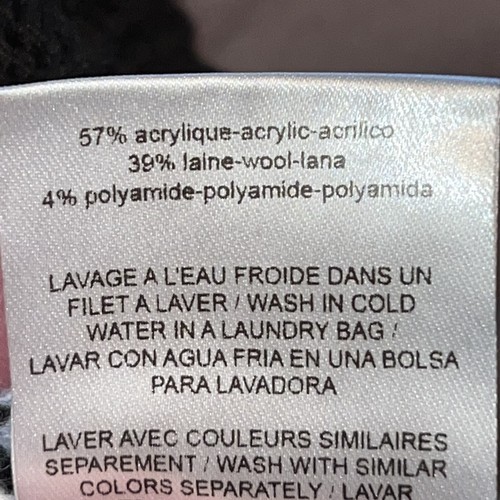 57% acrylique-acrylic-acrilico
39% laine-wool-lana
4% polyamide-polyamide-polyamida
LAVAGE A L'EAU FROIDE DANS UN
FILET A LAVER / WASH IN COLD
WATER IN A LAUNDRY BAG /
LAVAR CON AGUA FRIA EN UNA BOLSA
PARA LAVADORA
LAVER AVEC COULEURS SIMILAIRES
SEPAREMENT / WASH WITH SIMILAR
COLORS SEPARATELY / LAVAR